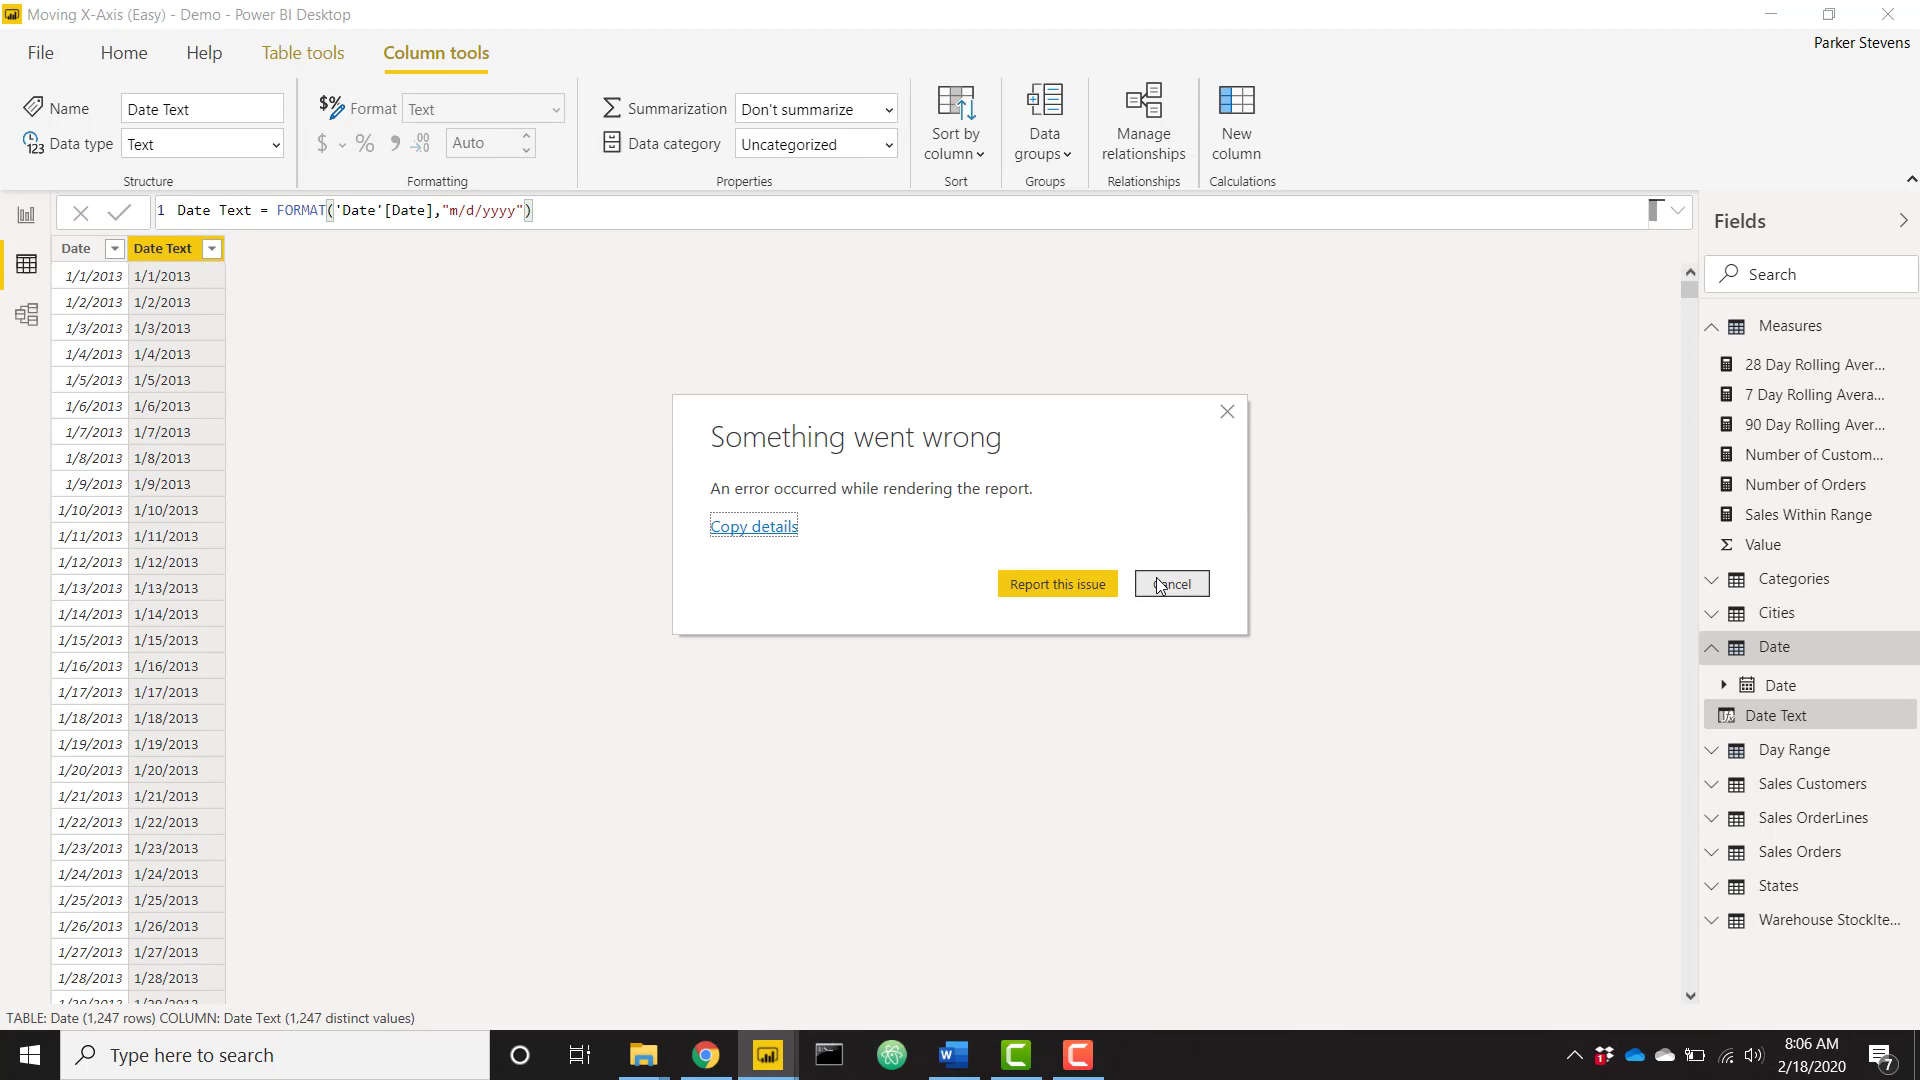 Moving X-Axis (Easy) - Demo - Power BI Desktop
Parker Stevens
File Home Help Table tools Column tools
Name Date Text
Data type Text
Structure
$% Format Text
$ % 9 .00 Auto
Formatting
Summarization Don't summarize
Data category Uncategorized
Properties
Sort by
column
Sort
Data
groups
Groups
Manage
relationships
Relationships
New
column
Calculations
1 Date Text = FORMAT('Date'[Date],"m/d/yyyy")
Date Date Text
1/1/2013 1/1/2013
1/2/2013 1/2/2013
1/3/2013 1/3/2013
1/4/2013 1/4/2013
1/5/2013 1/5/2013
1/6/2013 1/6/2013
1/7/2013 1/7/2013
1/8/2013 1/8/2013
1/9/2013 1/9/2013
1/10/2013 1/10/2013
1/11/2013 1/11/2013
1/12/2013 1/12/2013
1/13/2013 1/13/2013
1/14/2013 1/14/2013
1/15/2013 1/15/2013
1/16/2013 1/16/2013
1/17/2013 1/17/2013
1/18/2013 1/18/2013
1/19/2013 1/19/2013
1/20/2013 1/20/2013
1/21/2013 1/21/2013
1/22/2013 1/22/2013
1/23/2013 1/23/2013
1/24/2013 1/24/2013
1/25/2013 1/25/2013
1/26/2013 1/26/2013
1/27/2013 1/27/2013
1/28/2013 1/28/2013
Something went wrong
An error occurred while rendering the report.
Copy details
Report this issue
Fields
Search
Measures
28 Day Rolling Aver...
7 Day Rolling Avera...
90 Day Rolling Aver...
Number of Custom...
Number of Orders
Sales Within Range
Value
Categories
Cities
Date
Date
Date Text
Day Range
Sales Customers
Sales OrderLines
Sales Orders
States
Warehouse StockIte...
TABLE: Date (1,247 rows) COLUMN: Date Text (1,247 distinct values)
Type here to search
8:06 AM
2/18/2020
7